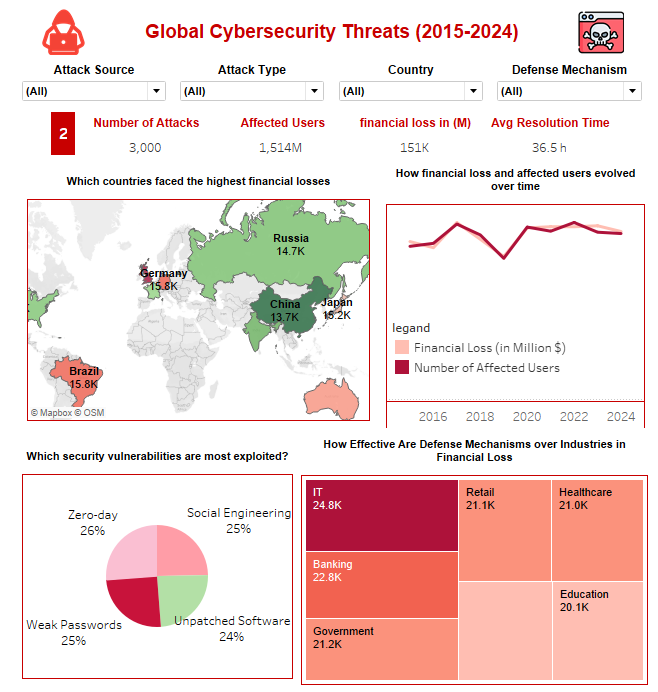 Global Cybersecurity Threats (2015-2024)
Attack Source
Attack Type
Country
Defense Mechanism
(All)
(All)
(All)
(All)
2
Number of Attacks
Affected Users
financial loss in (M)
Avg Resolution Time
3,000
1,514M
151K
36.5 h
Which countries faced the highest financial losses
Russia
14.7K
Germany
15.8K
China
13.7K
Japan
15.2K
Brazil
15.8K
© Mapbox © OSM
How financial loss and affected users evolved
over time
legand
Financial Loss (in Million $)
Number of Affected Users
2016
2018
2020
2022
2024
Which security vulnerabilities are most exploited?
Zero-day
26%
Social Engineering
25%
Weak Passwords
25%
Unpatched Software
24%
How Effective Are Defense Mechanisms over Industries in
Financial Loss
IT
24.8K
Banking
22.8K
Government
21.2K
Retail
21.1K
Healthcare
21.0K
Education
20.1K